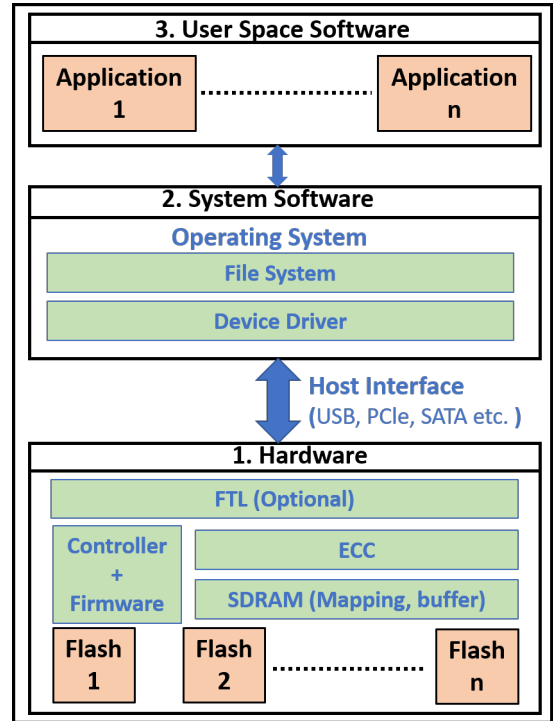 3. User Space Software
Application
1
Application
n
2. System Software
Operating System
File System
Device Driver
Host Interface
(USB, PCIe, SATA etc. )
1. Hardware
FTL (Optional)
Controller
+
Firmware
ECC
SDRAM (Mapping, buffer)
Flash
1
Flash
2
Flash
n